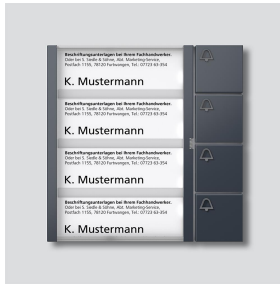 Beschriftungsunterlagen bei Ihrem Fachhandwerker.
Oder bei S. Siedle & Söhne, Abt. Marketing-Service,
Postfach 1155, 78120 Furtwangen, Tel.: 07723 63-354
K. Mustermann
Beschriftungsunterlagen bei Ihrem Fachhandwerker.
Oder bei S. Siedle & Söhne, Abt. Marketing-Service,
Postfach 1155, 78120 Furtwangen, Tel.: 07723 63-354
K. Mustermann
Beschriftungsunterlagen bei Ihrem Fachhandwerker.
Oder bei S. Siedle & Söhne, Abt. Marketing-Service,
Postfach 1155, 78120 Furtwangen, Tel.: 07723 63-354
K. Mustermann
Beschriftungsunterlagen bei Ihrem Fachhandwerker.
Oder bei S. Siedle & Söhne, Abt. Marketing-Service,
Postfach 1155, 78120 Furtwangen, Tel.: 07723 63-354
K. Mustermann